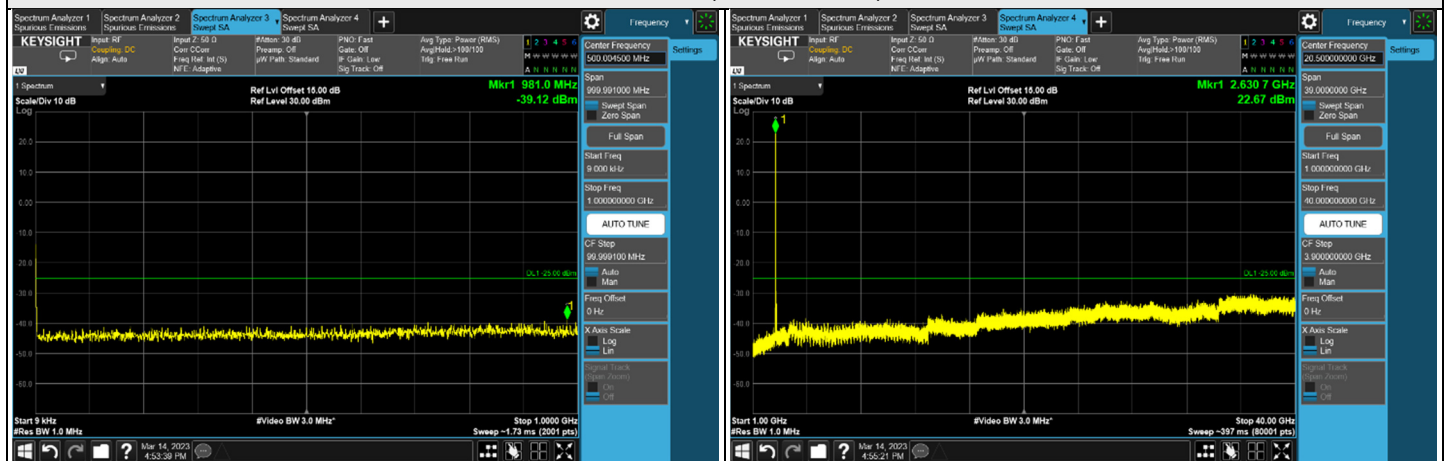 Spectrum Analyzer 1
Spurious Emissions
Spectrum Analyzer 2
Spurious Emissions
Spectrum Analyzer 3
Swept SA
Spectrum Analyzer 4
Swept SA
Frequency
KEYSIGHT
Input: RF
Coupling: DC
Align: Auto
Input Z: 50 Ω
Corr CCorr
Freq Ref: Int (S)
NFE: Adaptive
#Atten: 30 dB
Preamp: Off
µW Path: Standard
PNO: Fast
Gate: Off
IF Gain: Low
Sig Track: Off
Avg Type: Power (RMS)
Avg|Hold:>100/100
Trig: Free Run
1 2 3 4 5 6
M W W W W W
A N N N N N
Center Frequency
500.004500 MHz
Settings
1 Spectrum
Scale/Div 10 dB
Log
Ref Lvl Offset 15.00 dB
Ref Level 30.00 dBm
Mkr1 981.0 MHz
-39.12 dBm
Span
999.991000 MHz
Swept Span
Zero Span
Full Span
Start Freq
9.000 kHz
Stop Freq
1.000000000 GHz
AUTO TUNE
CF Step
99.999100 MHz
Auto
Man
Freq Offset
0 Hz
X Axis Scale
Log
Lin
Signal Track
(Span Zoom)
On
Off
20.0
10.0
0.00
-10.0
-20.0
-30.0
-40.0
-50.0
-60.0
DL1 -25.00 dBm
1
Start 9 kHz
#Res BW 1.0 MHz
#Video BW 3.0 MHz*
Stop 1.0000 GHz
Sweep ~1.73 ms (2001 pts)
Mar 14, 2023
4:53:39 PM
Spectrum Analyzer 1
Spurious Emissions
Spectrum Analyzer 2
Spurious Emissions
Spectrum Analyzer 3
Swept SA
Spectrum Analyzer 4
Swept SA
Frequency
KEYSIGHT
Input: RF
Coupling: DC
Align: Auto
Input Z: 50 Ω
Corr CCorr
Freq Ref: Int (S)
NFE: Adaptive
#Atten: 30 dB
Preamp: Off
µW Path: Standard
PNO: Fast
Gate: Off
IF Gain: Low
Sig Track: Off
Avg Type: Power (RMS)
Avg|Hold:>100/100
Trig: Free Run
1 2 3 4 5 6
M W W W W W
A N N N N N
Center Frequency
20.500000000 GHz
Settings
1 Spectrum
Scale/Div 10 dB
Log
Ref Lvl Offset 15.00 dB
Ref Level 30.00 dBm
Mkr1 2.630 7 GHz
22.67 dBm
Span
39.0000000 GHz
Swept Span
Zero Span
Full Span
Start Freq
1.000000000 GHz
Stop Freq
40.000000000 GHz
AUTO TUNE
CF Step
3.900000000 GHz
Auto
Man
Freq Offset
0 Hz
X Axis Scale
Log
Lin
Signal Track
(Span Zoom)
On
Off
1
20.0
10.0
0.00
-10.0
-20.0
-30.0
-40.0
-50.0
-60.0
DL1 -25.00 dBm
Start 1.00 GHz
#Res BW 1.0 MHz
#Video BW 3.0 MHz*
Stop 40.00 GHz
Sweep ~397 ms (80001 pts)
Mar 14, 2023
4:55:21 PM